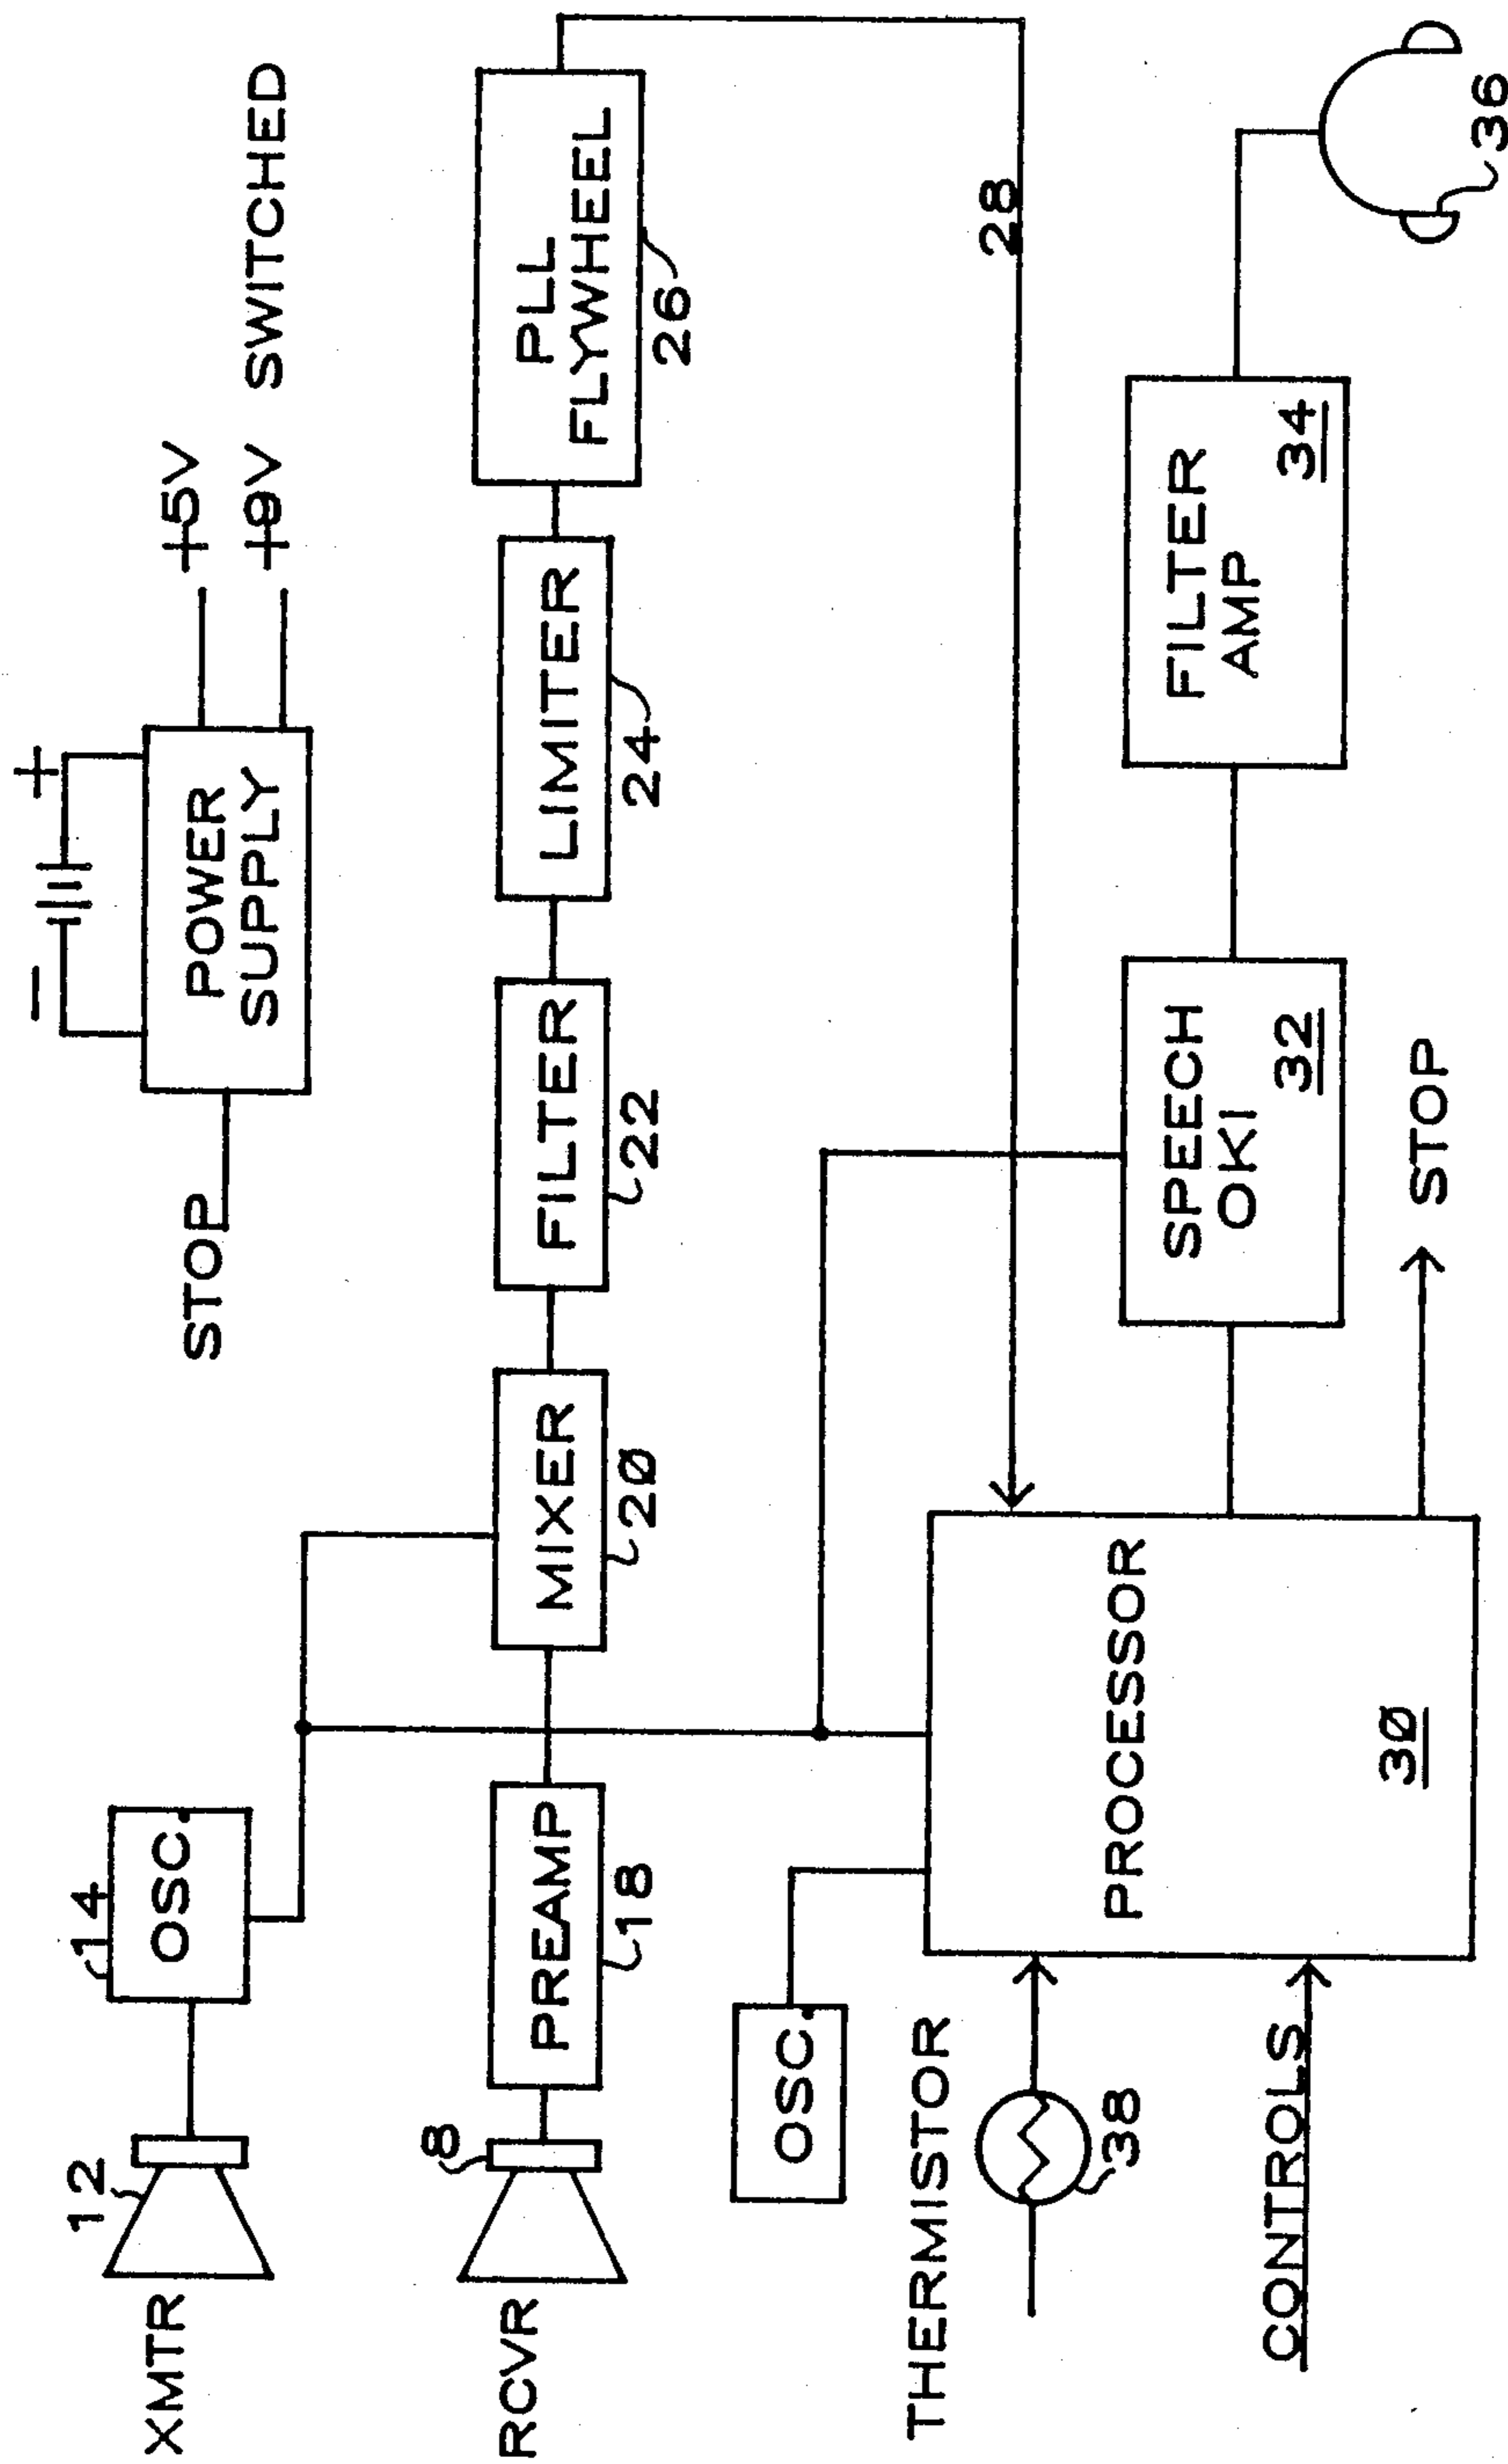 STOP
POWER
SUPPLY
+
−
+5V
+9V SWITCHED
XMTR
12
14
OSC.
RCVR
8
PREAMP
18
MIXER
20
FILTER
22
LIMITER
24
PLL
FLYWHEEL
26
28
OSC.
THERMISTOR
38
CONTROLS
PROCESSOR
30
SPEECH
OKI
32
STOP
FILTER
AMP
34
36